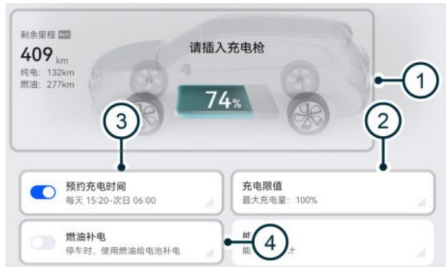 剩余里程
409 km
纯电: 132km
燃油: 277km
请插入充电枪
74%
1
2
3
预约充电时间
每天 15:20-次日 06:00
充电限值
最大充电量: 100%
燃油补电
停车时，使用燃油给电池补电
4
能